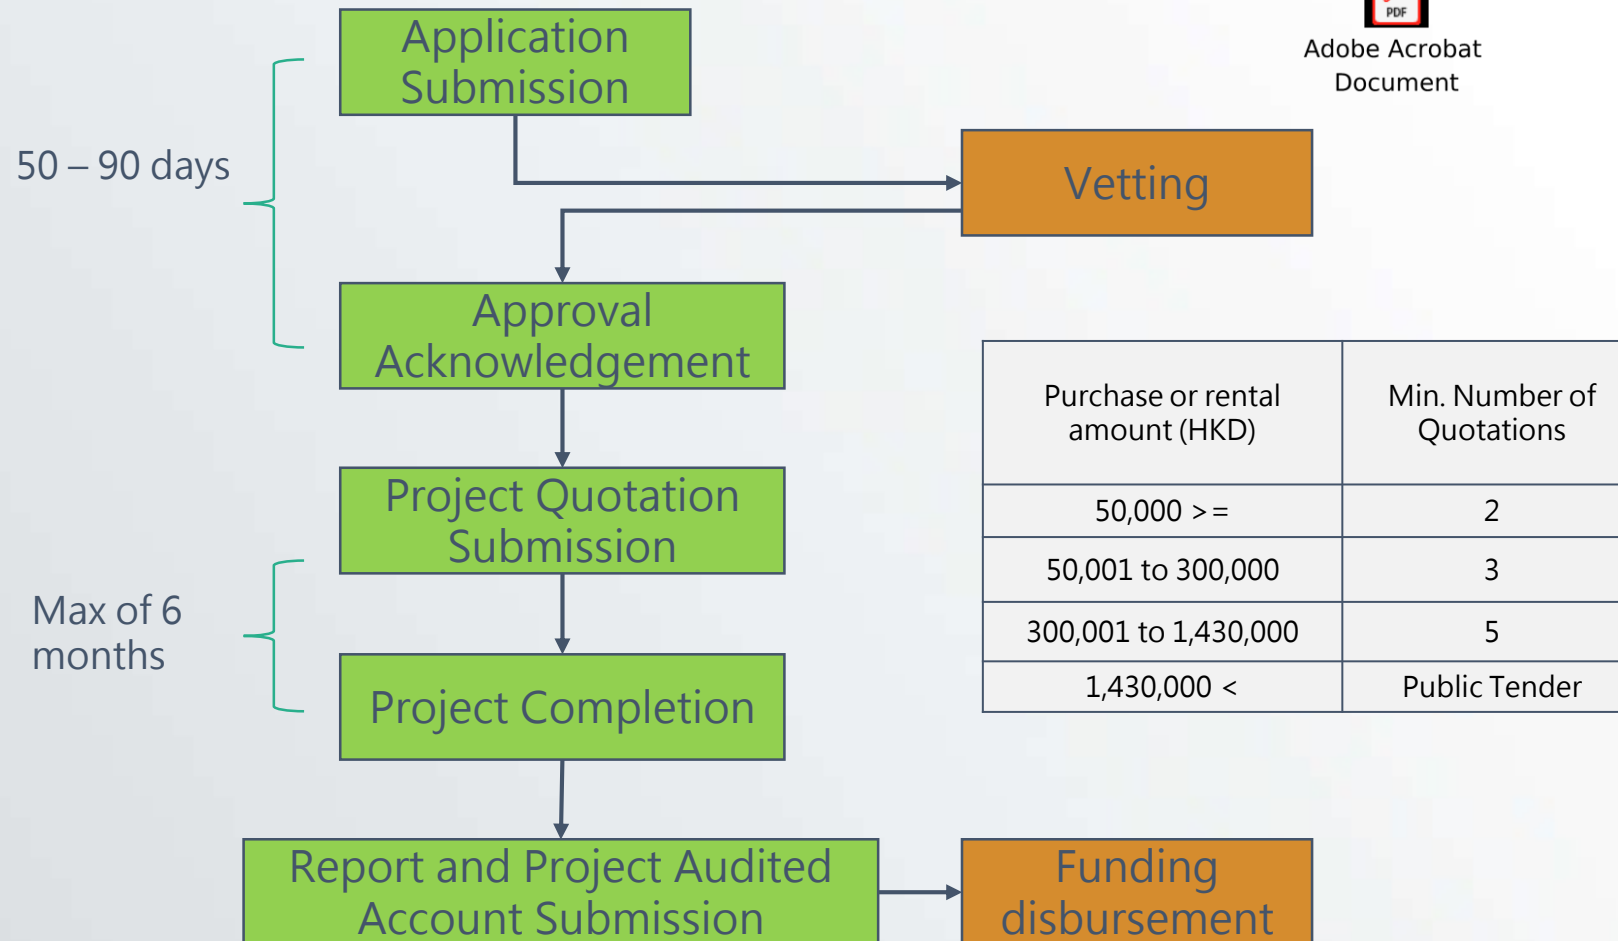 PDF
Adobe Acrobat
Document
Application
Submission
50 – 90 days
Vetting
Approval
Acknowledgement
Purchase or rental
amount (HKD)
Min. Number of
Quotations
50,000 >=
2
50,001 to 300,000
3
300,001 to 1,430,000
5
1,430,000 <
Public Tender
Project Quotation
Submission
Max of 6
months
Project Completion
Report and Project Audited
Account Submission
Funding
disbursement